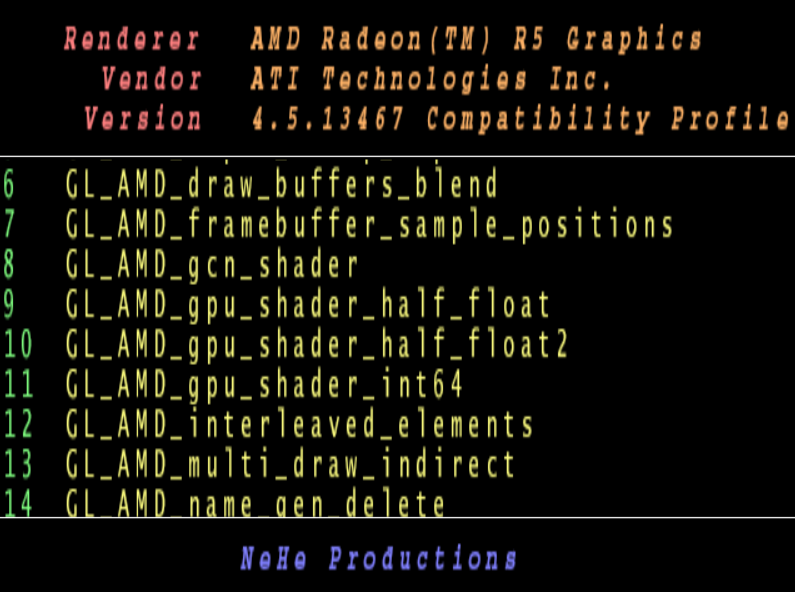 Renderer AMD Radeon(TM) R5 Graphics
Vendor ATI Technologies Inc.
Version 4.5.13467 Compatibility Profile
6 GL_AMD_draw_buffers_blend
7 GL_AMD_framebuffer_sample_positions
8 GL_AMD_gcn_shader
9 GL_AMD_gpu_shader_half_float
10 GL_AMD_gpu_shader_half_float2
11 GL_AMD_gpu_shader_int64
12 GL_AMD_interleaved_elements
13 GL_AMD_multi_draw_indirect
14 GL_AMD_name_gen_delete
NeHe Productions